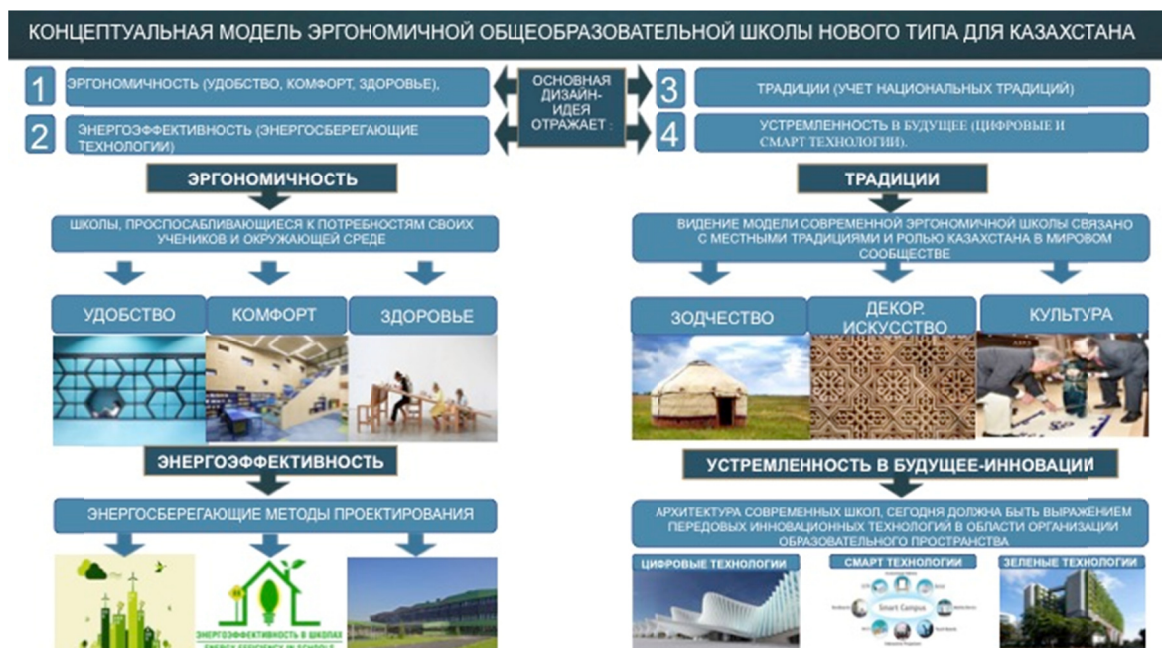 КОНЦЕПТУАЛЬНАЯ МОДЕЛЬ ЭРГОНОМИЧНОЙ ОБЩЕОБРАЗОВАТЕЛЬНОЙ ШКОЛЫ НОВОГО ТИПА ДЛЯ КАЗАХСТАНА
1
ЭРГОНОМИЧНОСТЬ (УДОБСТВО, КОМФОРТ, ЗДОРОВЬЕ),
2
ЭНЕРГОЭФФЕКТИВНОСТЬ (ЭНЕРГОСБЕРЕГАЮЩИЕ
ТЕХНОЛОГИИ)
ОСНОВНАЯ
ДИЗАЙН-
ИДЕЯ
ОТРАЖАЕТ :
3
ТРАДИЦИИ (УЧЕТ НАЦИОНАЛЬНЫХ ТРАДИЦИЙ)
4
УСТРЕМЛЕННОСТЬ В БУДУЩЕЕ (ЦИФРОВЫЕ И
СМАРТ ТЕХНОЛОГИИ).
ЭРГОНОМИЧНОСТЬ
ШКОЛЫ, ПРОСПОСАБЛИВАЮЩИЕСЯ К ПОТРЕБНОСТЯМ СВОИХ
УЧЕНИКОВ И ОКРУЖАЮЩЕЙ СРЕДЕ
УДОБСТВО
КОМФОРТ
ЗДОРОВЬЕ
ЭНЕРГОЭФФЕКТИВНОСТЬ
ЭНЕРГОСБЕРЕГАЮЩИЕ МЕТОДЫ ПРОЕКТИРОВАНИЯ
ЭНЕРГОЭФФЕКТИВНОСТЬ В ШКОЛАХ
ENERGY EFFICIENCY IN SCHOOLS
ТРАДИЦИИ
ВИДЕНИЕ МОДЕЛИ СОВРЕМЕННОЙ ЭРГОНОМИЧНОЙ ШКОЛЫ СВЯЗАНО
С МЕСТНЫМИ ТРАДИЦИЯМИ И РОЛЬЮ КАЗАХСТАНА В МИРОВОМ
СООБЩЕСТВЕ
ЗОДЧЕСТВО
ДЕКОР.
ИСКУССТВО
КУЛЬТУРА
УСТРЕМЛЕННОСТЬ В БУДУЩЕЕ-ИННОВАЦИИ
АРХИТЕКТУРА СОВРЕМЕННЫХ ШКОЛ, СЕГОДНЯ ДОЛЖНА БЫТЬ ВЫРАЖЕНИЕМ
ПЕРЕДОВЫХ ИННОВАЦИОННЫХ ТЕХНОЛОГИЙ В ОБЛАСТИ ОРГАНИЗАЦИИ
ОБРАЗОВАТЕЛЬНОГО ПРОСТРАНСТВА
ЦИФРОВЫЕ ТЕХНОЛОГИИ
СМАРТ ТЕХНОЛОГИИ
ЗЕЛЕНЫЕ ТЕХНОЛОГИИ
Smart Campus